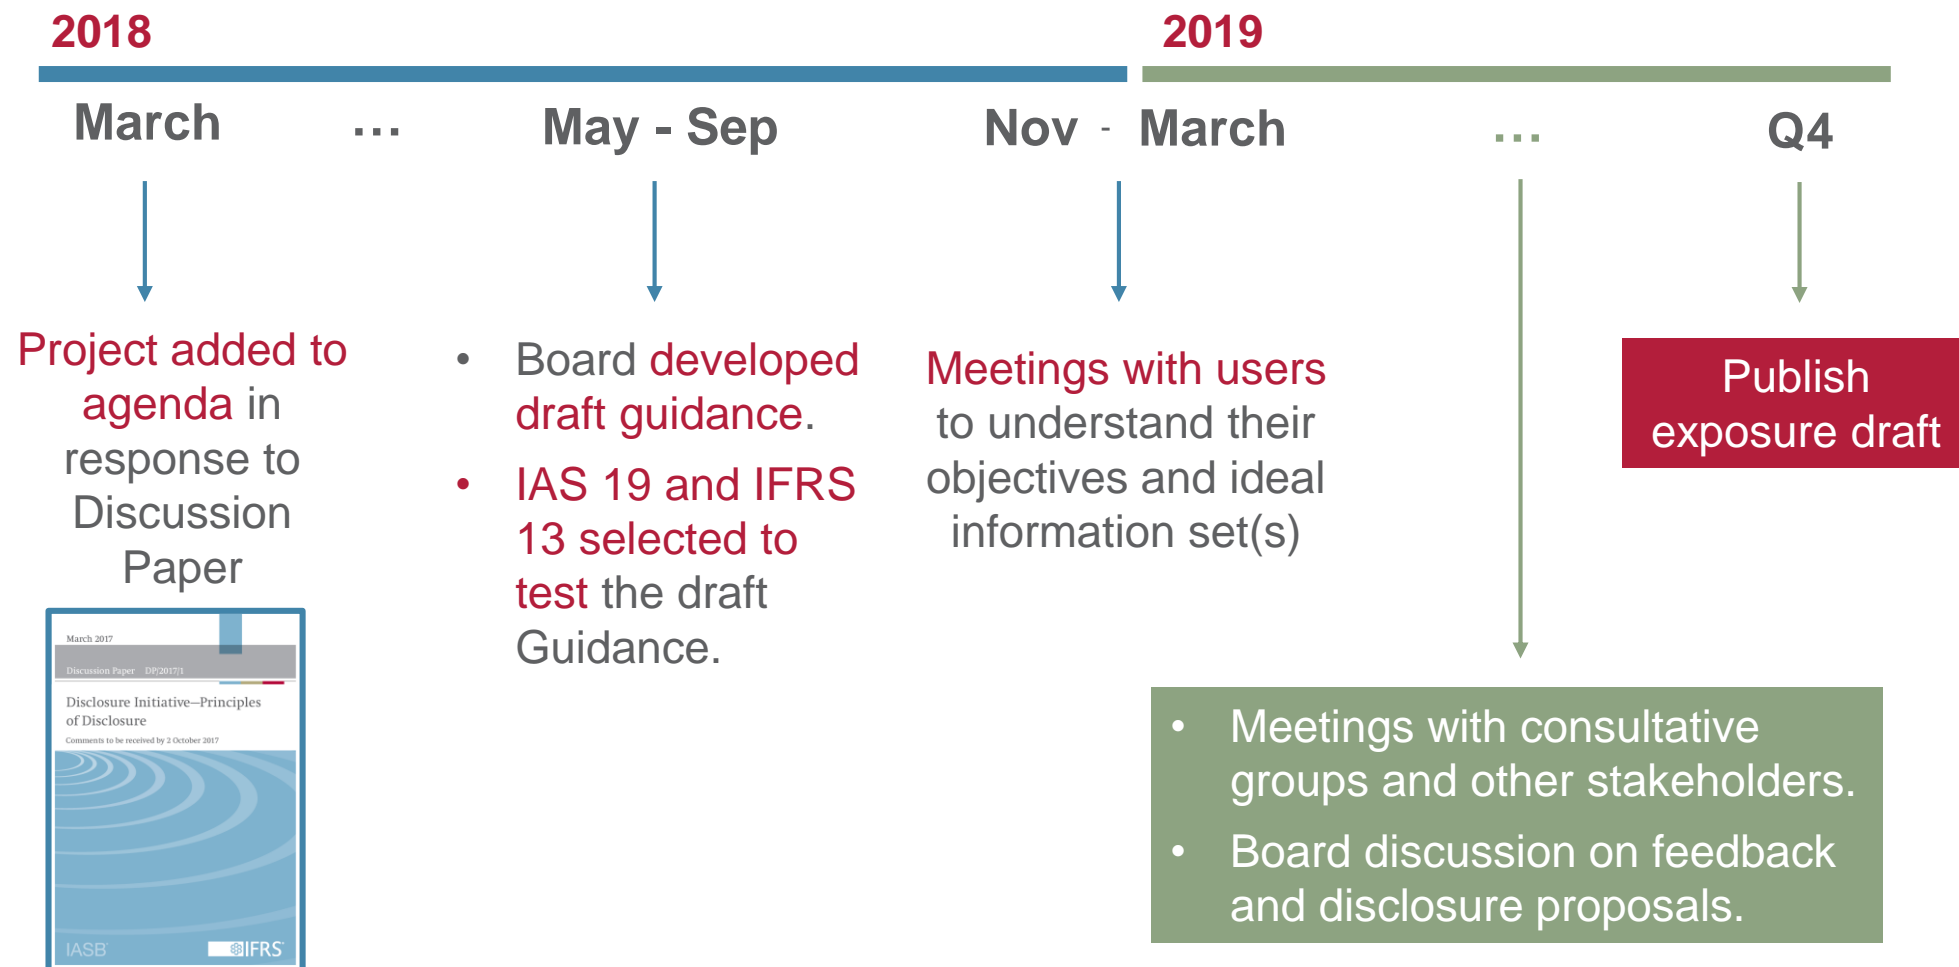 2018
2019
March
…
May - Sep
Nov - March
…
Q4
Project added to
agenda in
response to
Discussion
Paper
• Board developed
draft guidance.
• IAS 19 and IFRS
13 selected to
test the draft
Guidance.
Meetings with users
to understand their
objectives and ideal
information set(s)
Publish
exposure draft
March 2017
Discussion Paper DP/2017/1
Disclosure Initiative—Principles
of Disclosure
Comments to be received by 2 October 2017
IASB®
IFRS®
• Meetings with consultative
groups and other stakeholders.
• Board discussion on feedback
and disclosure proposals.